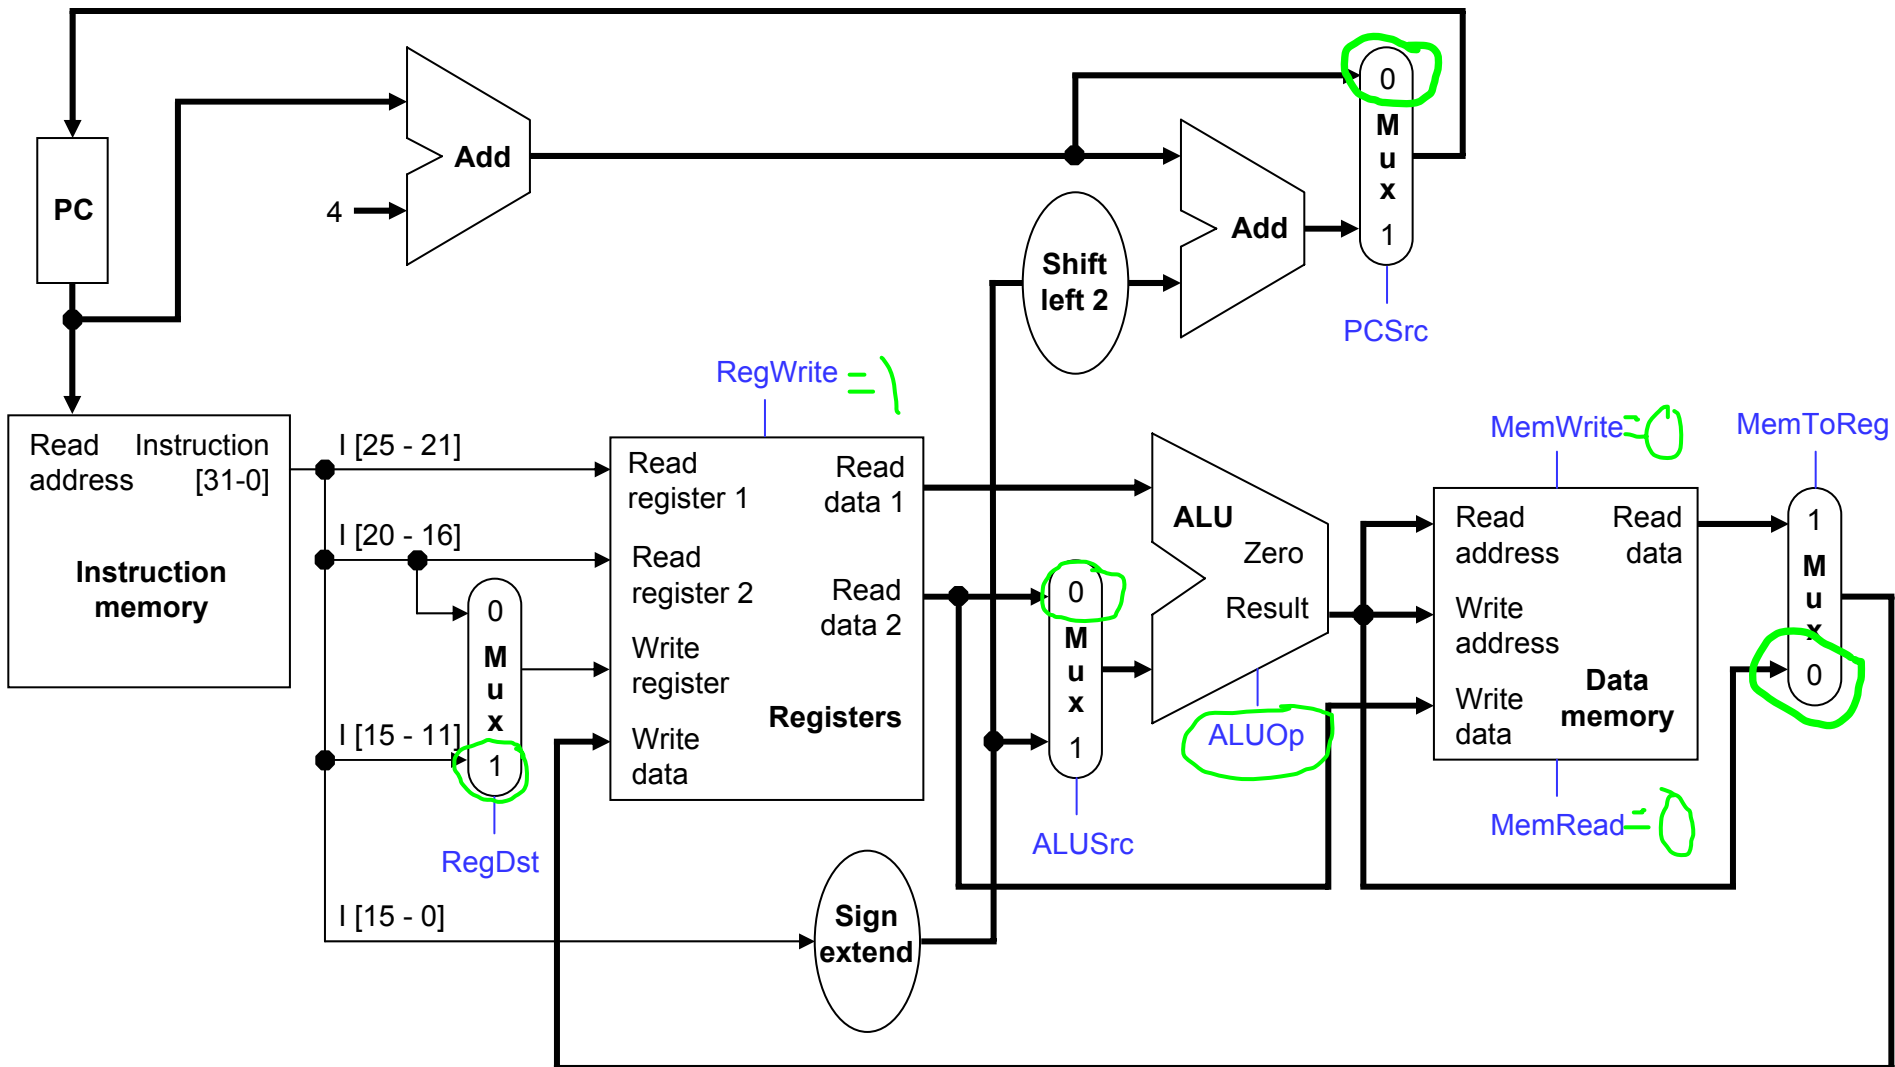 PC
Add
4
Shift
left 2
Add
0
M
u
x
1
PCSrc
Read address
Instruction [31-0]
Instruction
memory
I [25 - 21]
I [20 - 16]
I [15 - 11]
I [15 - 0]
0
M
u
x
1
RegDst
RegWrite = 1
Read
register 1
Read
data 1
Read
register 2
Read
data 2
Write
register
Write
data
Registers
Sign
extend
0
M
u
x
1
ALUSrc
ALU
Zero
Result
ALUOp
MemWrite = 0
Read
address
Read
data
Write
address
Write
data
Data
memory
MemRead = 0
MemToReg
1
M
u
x
0